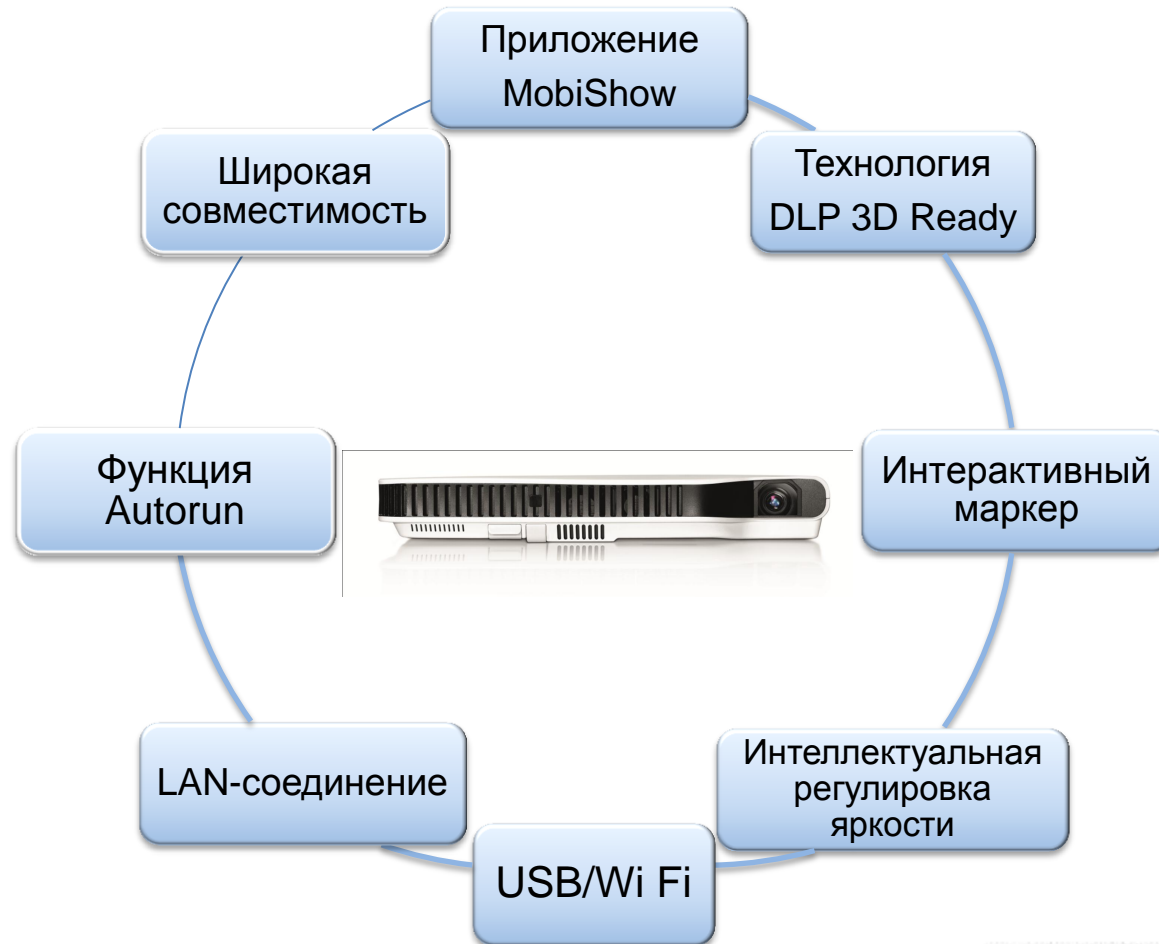 Приложение
MobiShow
Технология
DLP 3D Ready
Интерактивный
маркер
Интеллектуальная
регулировка
яркости
USB/Wi Fi
LAN-соединение
Функция
Autorun
Широкая
совместимость